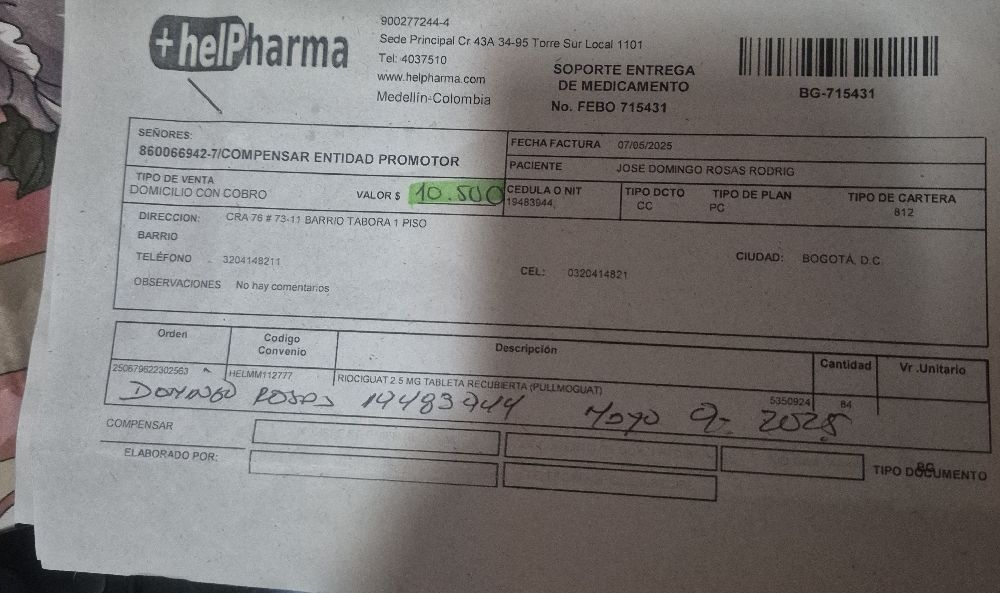 +helPharma
900277244-4
Sede Principal Cr 43A 34-95 Torre Sur Local 1101
Tel: 4037510
www.helpharma.com
Medellín-Colombia
SOPORTE ENTREGA
DE MEDICAMENTO
No. FEBO 715431
BG-715431
SEÑORES:
860066942-7/COMPENSAR ENTIDAD PROMOTOR
FECHA FACTURA 07/05/2025
PACIENTE JOSE DOMINGO ROSAS RODRIG
TIPO DE VENTA
DOMICILIO CON COBRO VALOR $ 10.500
CEDULA O NIT
19483944,
TIPO DCTO
CC
TIPO DE PLAN
PC
TIPO DE CARTERA
812
DIRECCION: CRA 76 # 73-11 BARRIO TABORA 1 PISO
BARRIO
TELÉFONO 3204148211
CEL: 0320414821
CIUDAD: BOGOTÁ, D.C.
OBSERVACIONES No hay comentarios
Orden Codigo Convenio Descripción Cantidad Vr .Unitario
250679622302563 HELMM112777 RIOCIGUAT 2.5 MG TABLETA RECUBIERTA (PULLMOGUAT) 5350924 84
DOMINGO ROSAS 19483944 Mayo 9- 2025
COMPENSAR
ELABORADO POR:
TIPO DOCUMENTO
BG